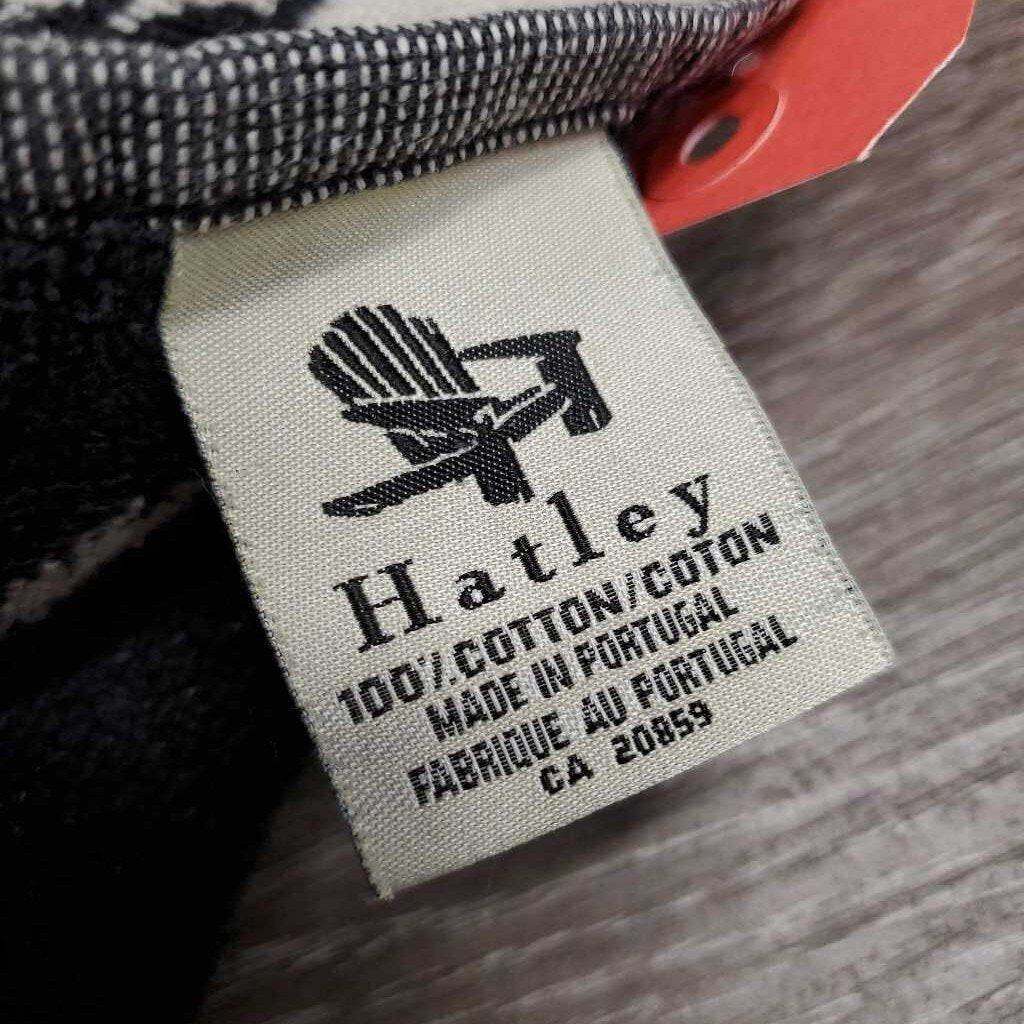 Hatley
100% COTTON/COTON
MADE IN PORTUGAL
FABRIQUE AU PORTUGAL
CA 20859